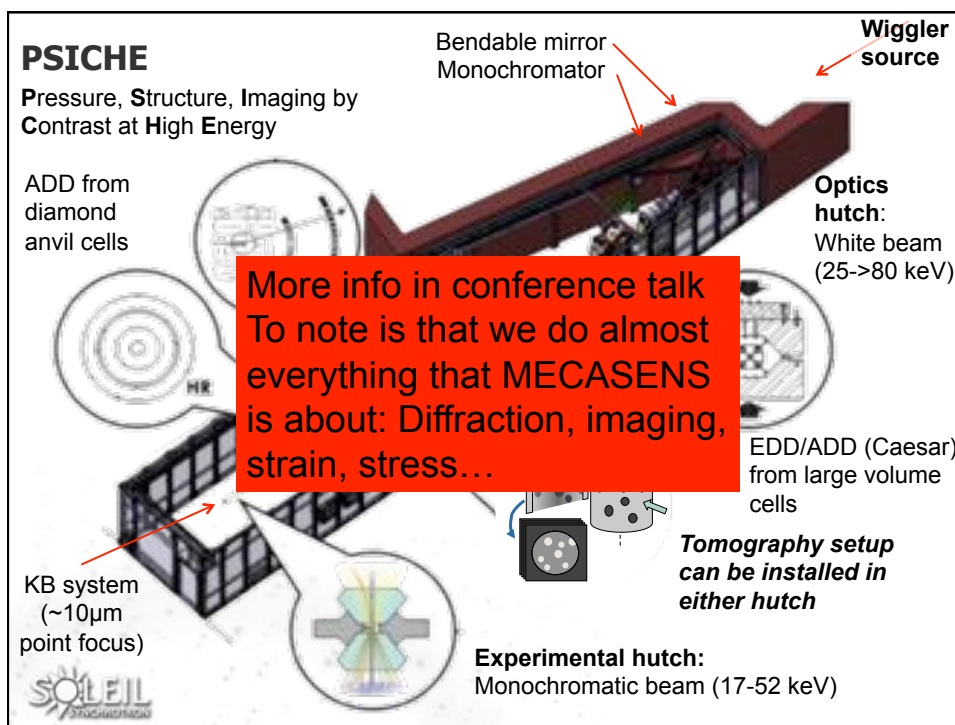 PSICHE
Pressure, Structure, Imaging by
Contrast at High Energy
Bendable mirror
Monochromator
Wiggler
source
ADD from
diamond
anvil cells
Optics
hutch:
White beam
(25->80 keV)
More info in conference talk
To note is that we do almost
everything that MECASENS
is about: Diffraction, imaging,
strain, stress…
HR
EDD/ADD (Caesar)
from large volume
cells
Tomography setup
can be installed in
either hutch
KB system
(~10µm
point focus)
Experimental hutch:
Monochromatic beam (17-52 keV)
SOLEIL
SYNCHROTRON